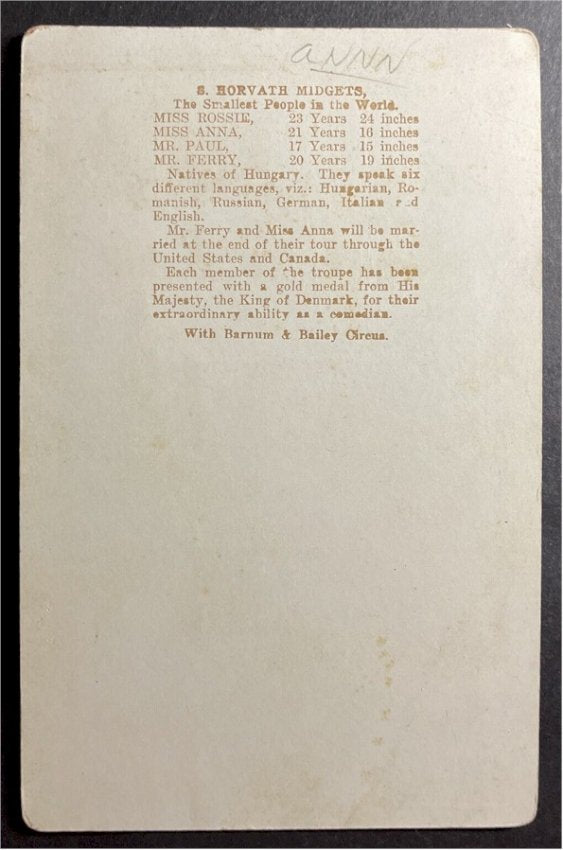 ANNN
S. HORVATH MIDGETS,
The Smallest People in the World.
MISS ROSSIE, 23 Years 24 inches
MISS ANNA, 21 Years 16 inches
MR. PAUL, 17 Years 15 inches
MR. FERRY, 20 Years 19 inches
Natives of Hungary. They speak six
different languages, viz.: Hungarian, Ro-
manish, Russian, German, Italian and
English.
Mr. Ferry and Miss Anna will be mar-
ried at the end of their tour through the
United States and Canada.
Each member of the troupe has been
presented with a gold medal from His
Majesty, the King of Denmark, for their
extraordinary ability as a comedian.
With Barnum & Bailey Circus.